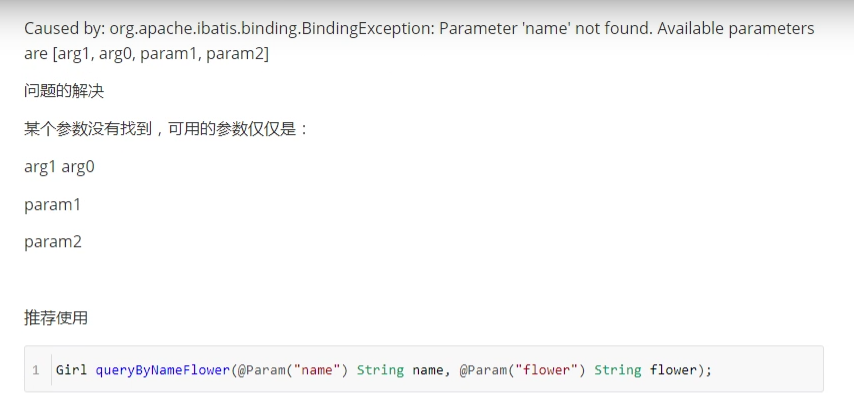 Caused by: org.apache.ibatis.binding.BindingException: Parameter 'name' not found. Available parameters
are [arg1, arg0, param1, param2]
问题的解决
某个参数没有找到，可用的参数仅仅是：
arg1 arg0
param1
param2
推荐使用
1 Girl queryByNameFlower(@Param("name") String name, @Param("flower") String flower);